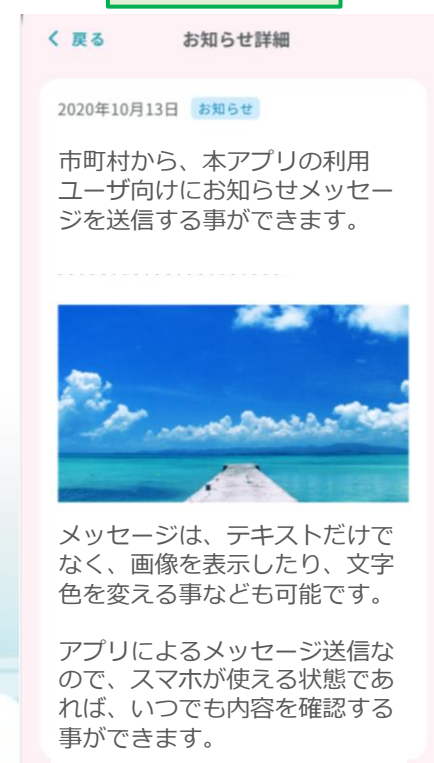 戻る お知らせ詳細
2020年10月13日 お知らせ
市町村から、本アプリの利用
ユーザ向けにお知らせメッセー
ジを送信する事ができます。
メッセージは、テキストだけで
なく、画像を表示したり、文字
色を変える事なども可能です。
アプリによるメッセージ送信な
ので、スマホが使える状態であ
れば、いつでも内容を確認する
事ができます。